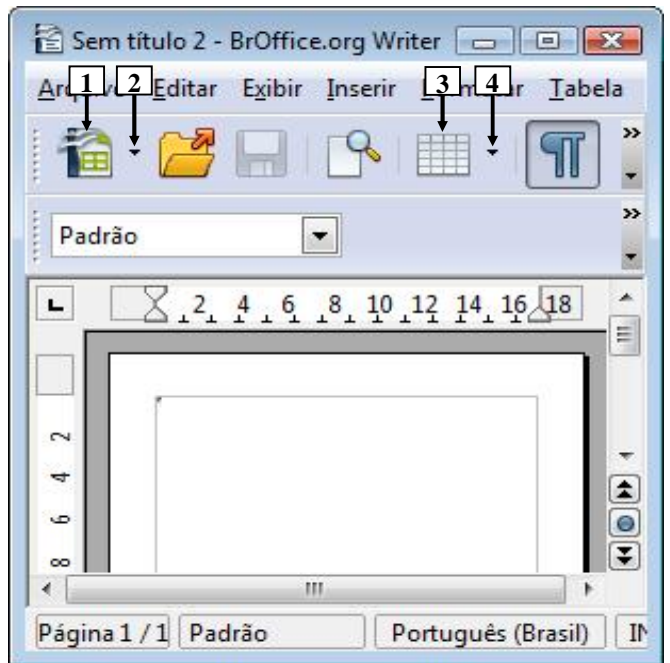 Sem título 2 - BrOffice.org Writer
1 2 3 4
Editar Exibir Inserir Tabela
Padrão
2 4 6 8 10 12 14 16 18
2
4
6
8
Página 1 / 1 Padrão Português (Brasil)